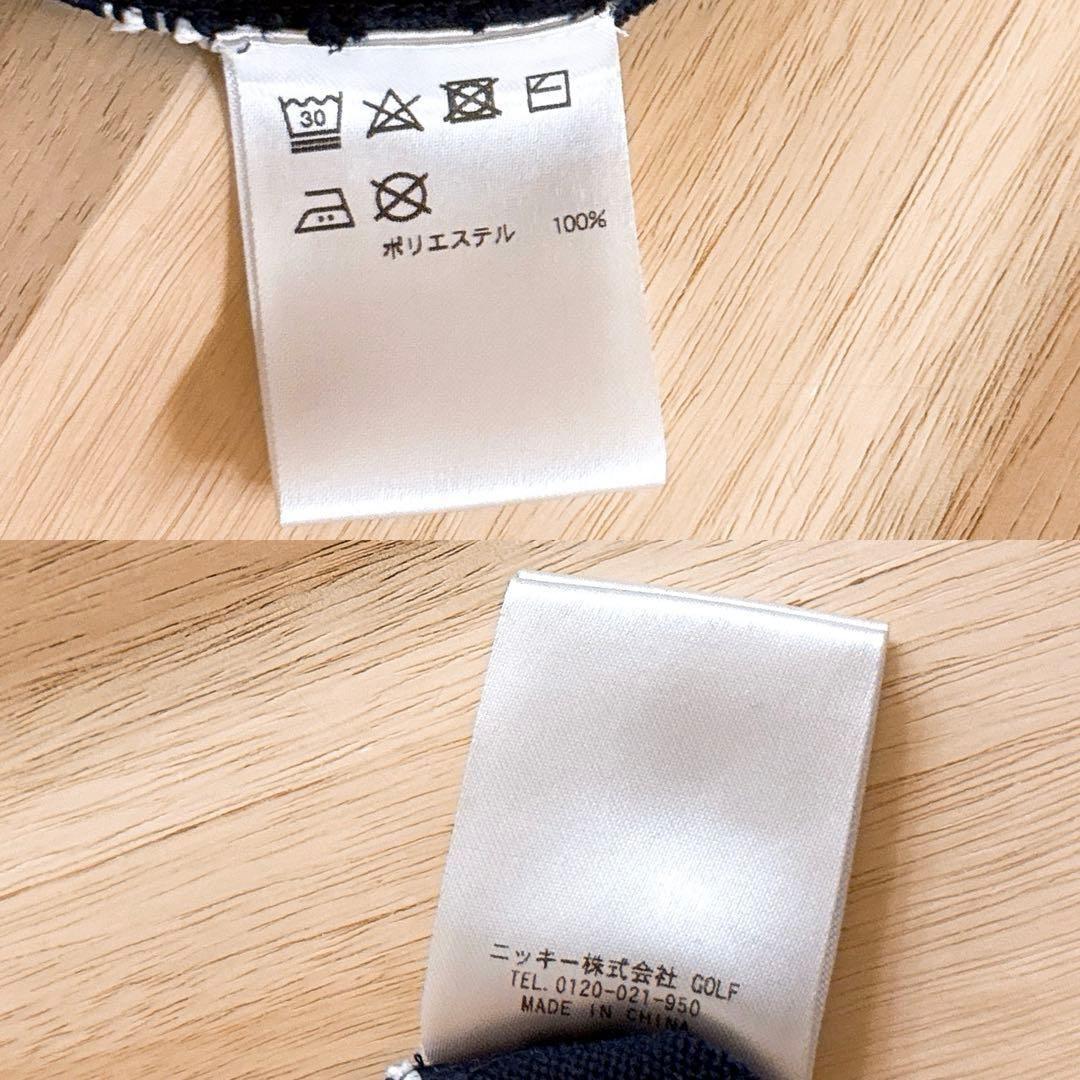 30
ポリエステル 100%
ニッキー株式会社 GOLF
TEL. 0120-021-950
MADE IN CHINA